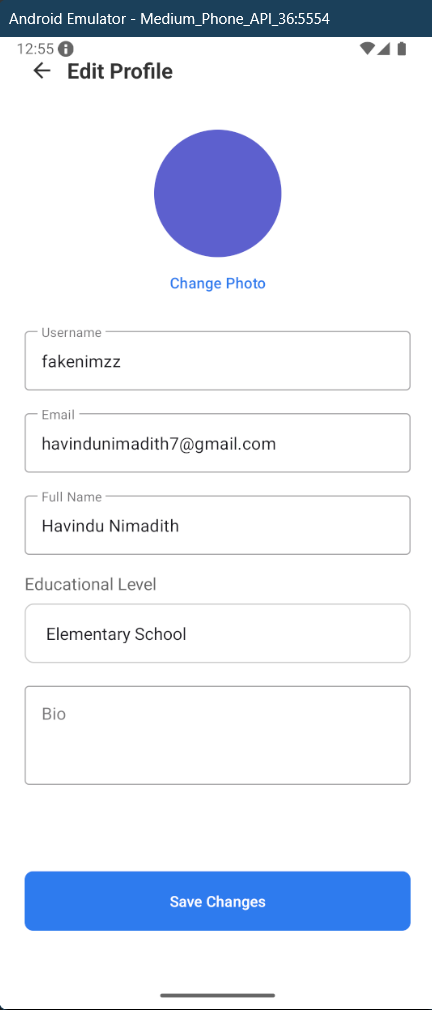 Android Emulator - Medium_Phone_API_36:5554
12:55
Edit Profile
Change Photo
Username
fakenimzz
Email
havindunimadith7@gmail.com
Full Name
Havindu Nimadith
Educational Level
Elementary School
Bio
Save Changes